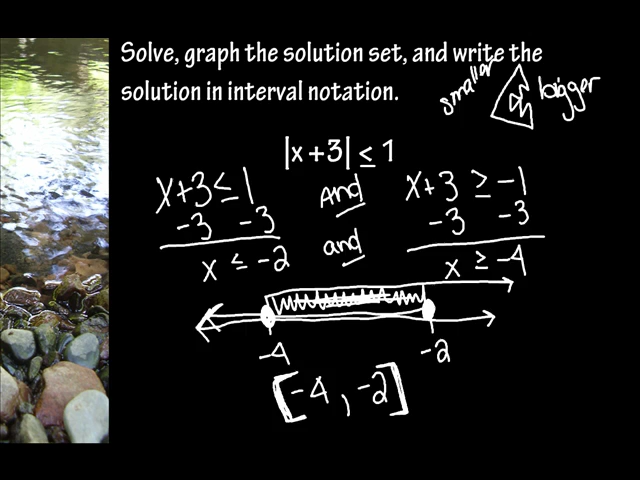 Solve, graph the solution set, and write the
solution in interval notation.
smaller bigger
|x+3| ≤ 1
x+3 ≤ 1 And x+3 ≥ -1
-3 -3 -3 -3
x ≤ -2 and x ≥ -4
-4 -2
[-4, -2]